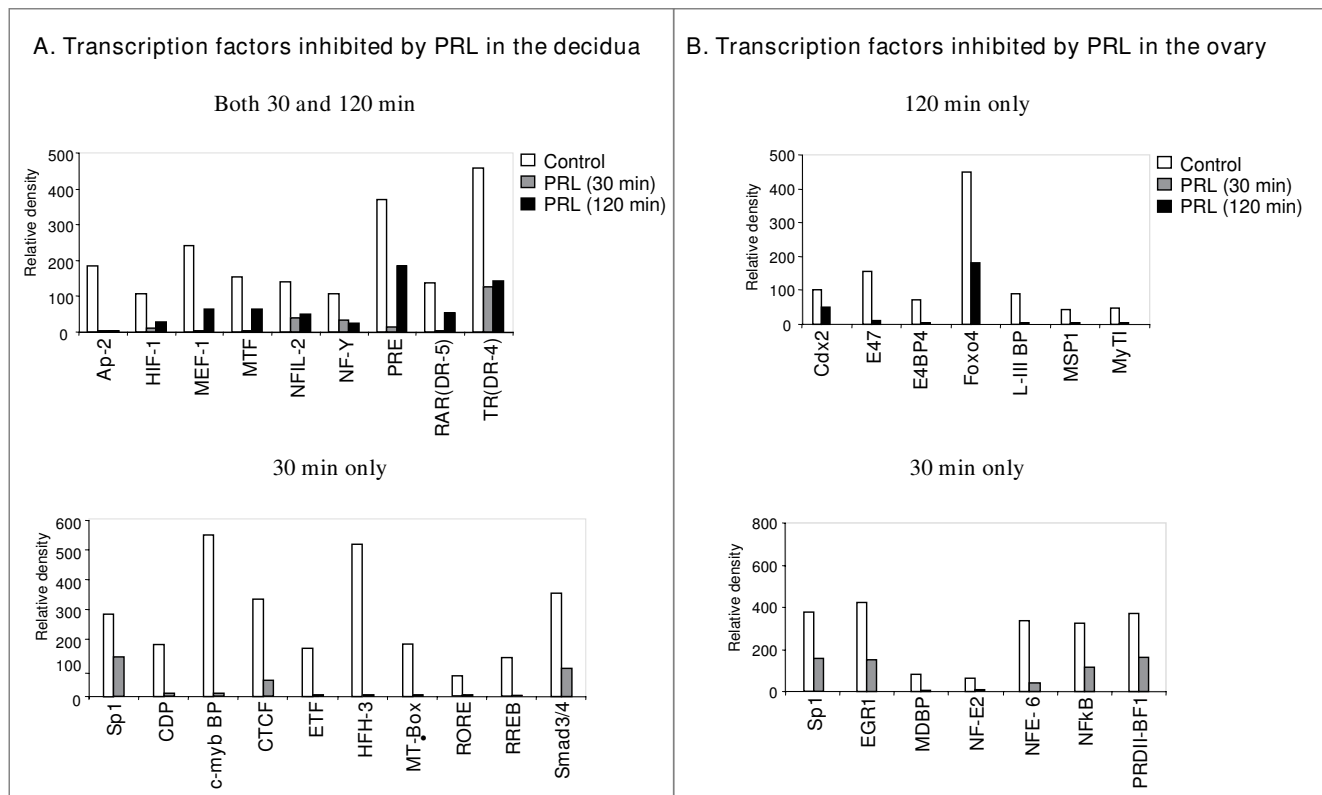 A. Transcription factors inhibited by PRL in the decidua
Both 30 and 120 min
Relative density
500
400
300
200
100
0
Control
PRL (30 min)
PRL (120 min)
Ap-2
HIF-1
MEF-1
MTF
NFIL-2
NF-Y
PRE
RAR(DR-5)
TR(DR-4)
30 min only
Relative density
600
500
400
300
200
100
0
Sp1
CDP
c-myb BP
CTCF
ETF
HFH-3
MT-Box
RORE
RREB
Smad3/4
B. Transcription factors inhibited by PRL in the ovary
120 min only
Relative density
500
400
300
200
100
0
Control
PRL (30 min)
PRL (120 min)
Cdx2
E47
E4BP4
Foxo4
L-III BP
MSP1
MyTI
30 min only
Relative density
800
600
400
200
0
Sp1
EGR1
MDBP
NF-E2
NFE- 6
NFkB
PRDII-BF1